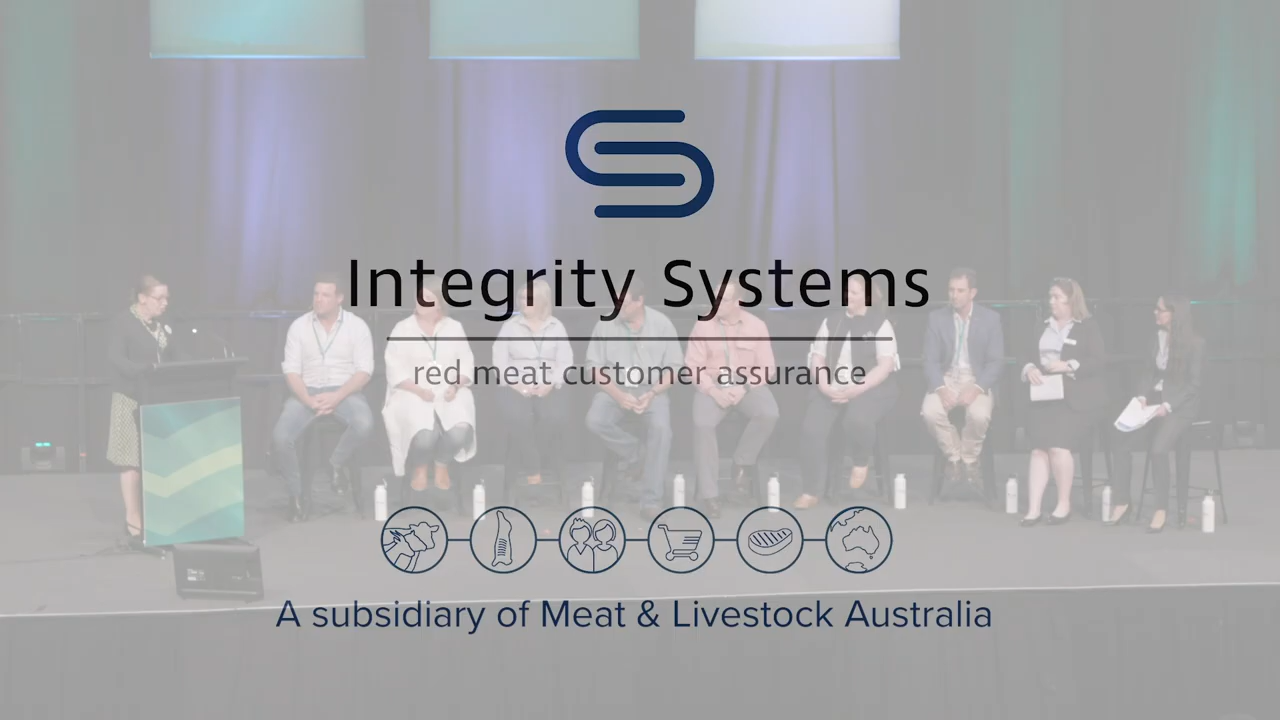 Integrity Systems
red meat customer assurance
A subsidiary of Meat & Livestock Australia